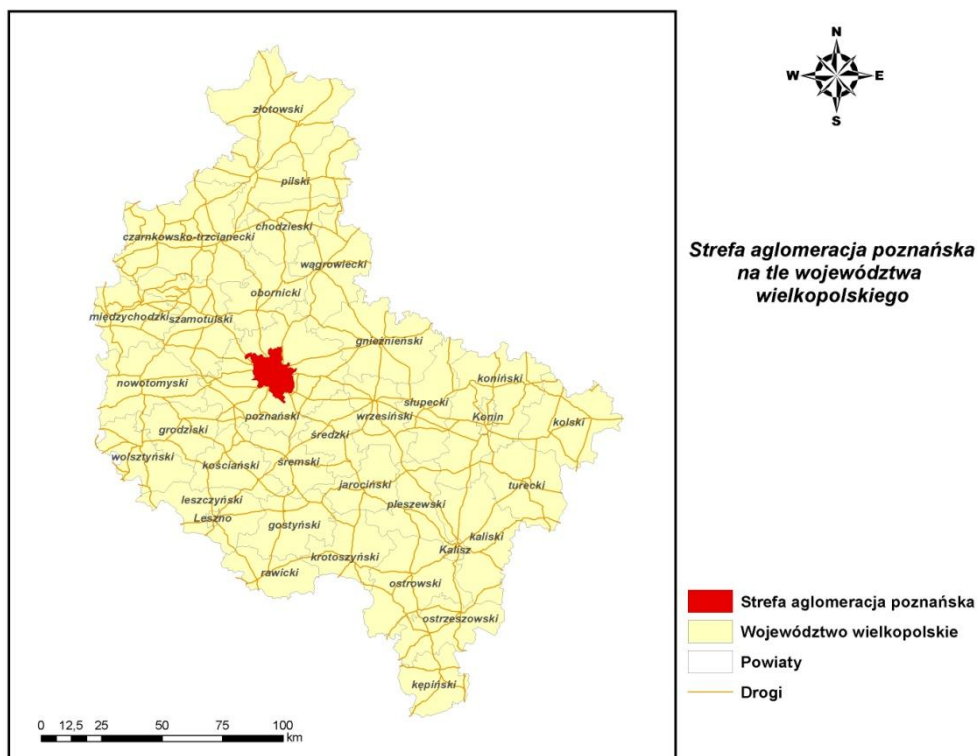 N
W E
S
Strefa aglomeracja poznańska
na tle województwa
wielkopolskiego
złotowski
pilski
chodzieski
czarnkowsko-trzcianecki
wągrowiecki
obornicki
międzychodzki
szamotulski
gnieźnieński
nowotomyski
koniński
słupecki
poznański
wrzesiński
Konin
kolski
grodziski
średzki
wolsztyński
kościański
śremski
jarociński
turecki
leszczyński
pleszewski
Leszno
gostyński
kaliski
Kalisz
krotoszyński
rawicki
ostrowski
ostrzeszowski
kępiński
0 12,5 25 50 75 100
km
Strefa aglomeracja poznańska
Województwo wielkopolskie
Powiaty
Drogi